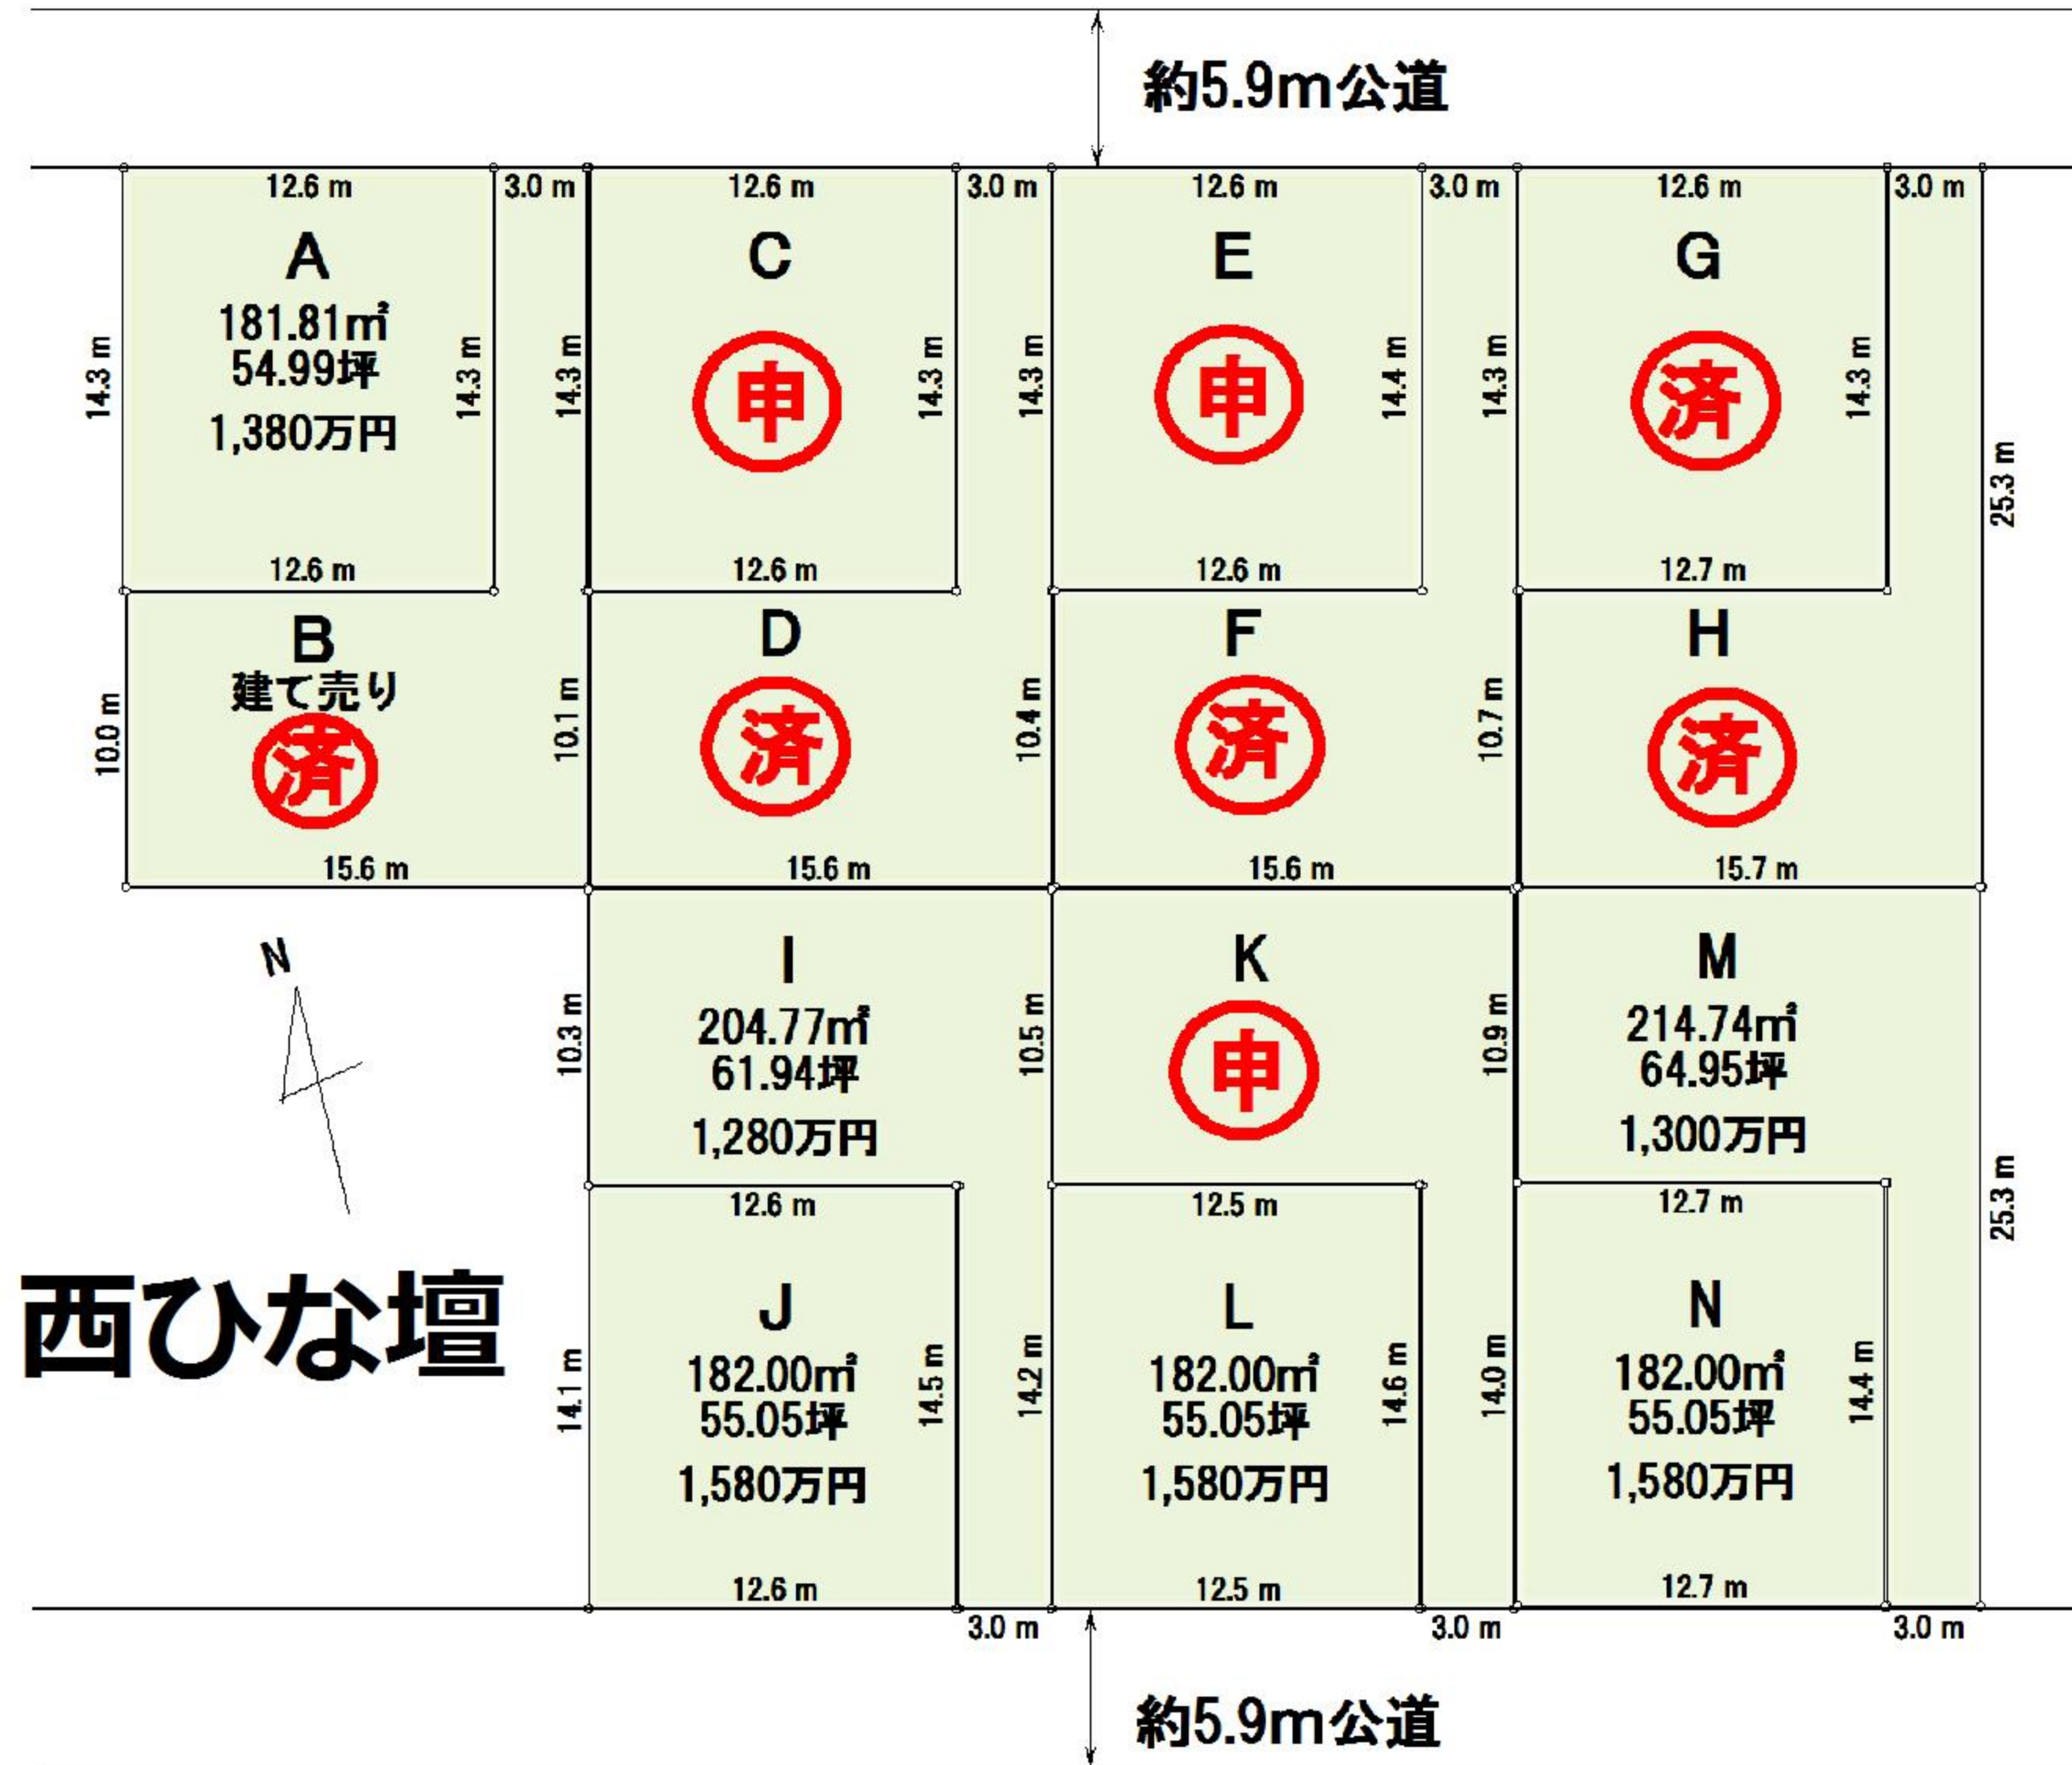 約5.9m公道
12.6 m
3.0 m
12.6 m
3.0 m
12.6 m
3.0 m
12.6 m
3.0 m
A
181.81㎡
54.99坪
1,380万円
14.3 m
14.3 m
12.6 m
C
申
14.3 m
14.3 m
12.6 m
E
申
14.3 m
14.4 m
12.6 m
G
済
14.3 m
14.3 m
12.7 m
25.3 m
B
建て売り
済
10.0 m
15.6 m
D
済
10.1 m
15.6 m
F
済
10.4 m
15.6 m
H
済
10.7 m
15.7 m
N
I
204.77㎡
61.94坪
1,280万円
10.3 m
K
申
10.5 m
M
214.74㎡
64.95坪
1,300万円
10.9 m
25.3 m
西ひな壇
12.6 m
J
182.00㎡
55.05坪
1,580万円
14.1 m
14.5 m
12.6 m
3.0 m
12.5 m
L
182.00㎡
55.05坪
1,580万円
14.2 m
14.6 m
12.5 m
3.0 m
12.7 m
N
182.00㎡
55.05坪
1,580万円
14.0 m
14.4 m
12.7 m
3.0 m
約5.9m公道